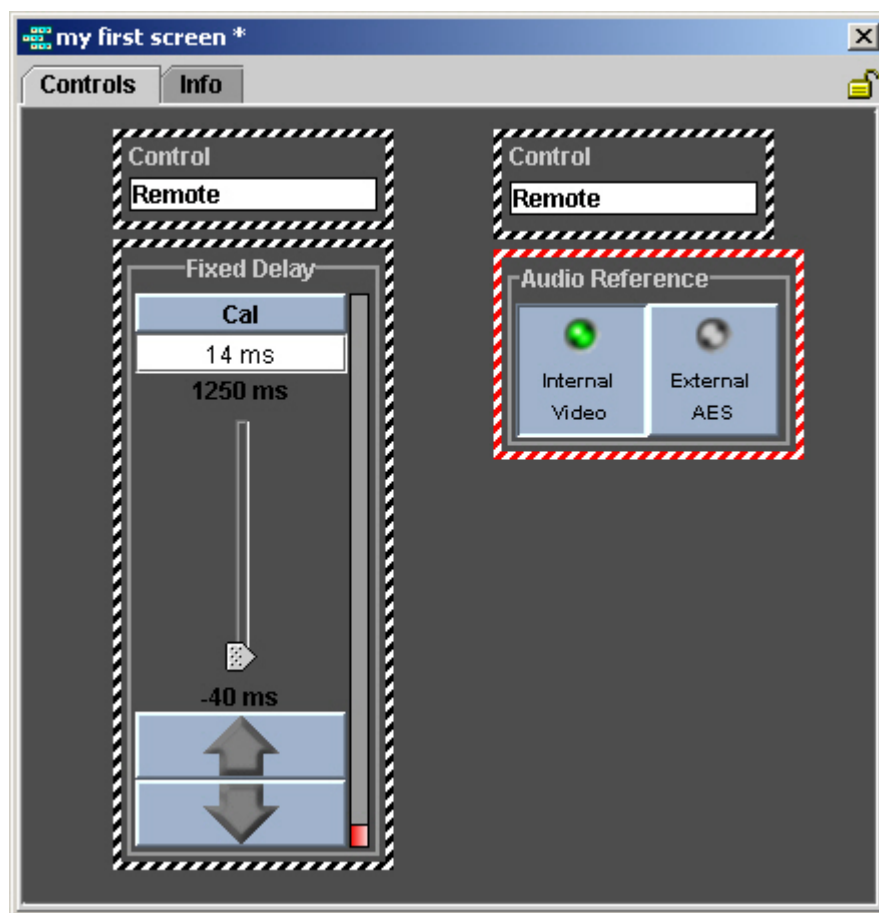 my first screen *
Controls
Info
Control
Remote
Fixed Delay
Cal
14 ms
1250 ms
-40 ms
Control
Remote
Audio Reference
Internal
Video
External
AES